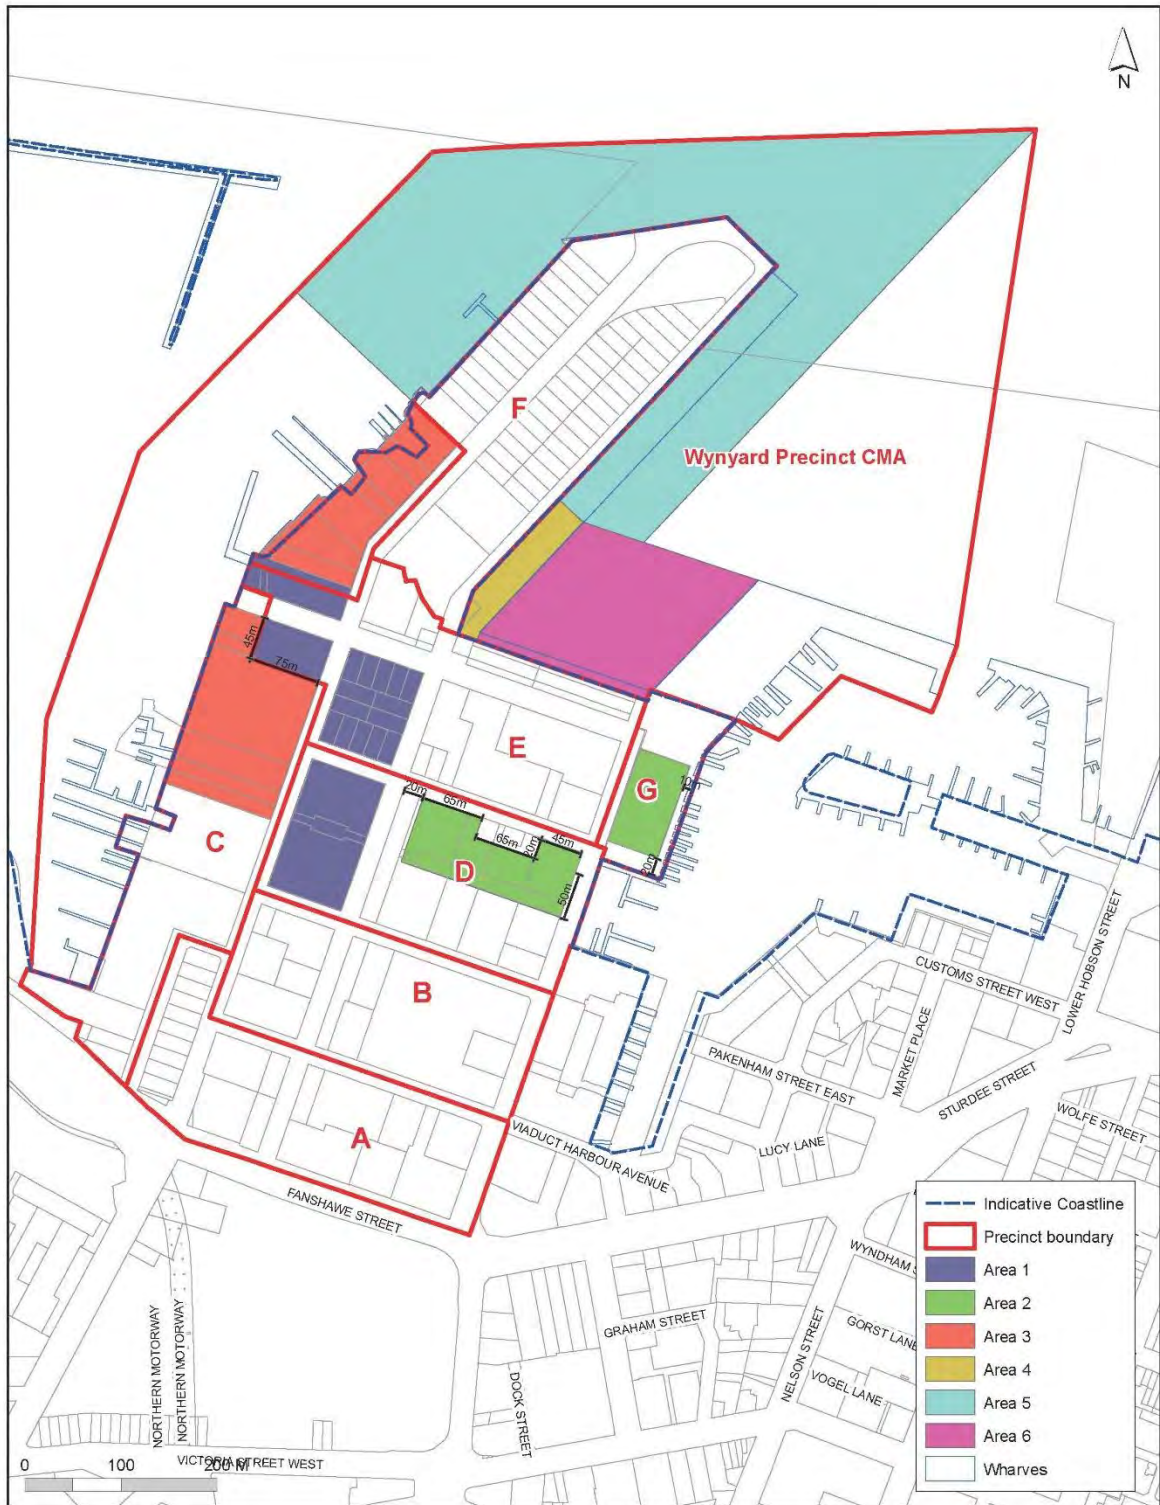 N
F
Wynyard Precinct CMA
45m
75m
E
20m
65m
65m
20m
45m
G
10
20m
C
D
50m
B
A
CUSTOMS STREET WEST
LOWER HOBSON STREET
MARKET PLACE
PAKENHAM STREET EAST
STURDEE STREET
WOLFE STREET
LUCY LANE
VIADUCT HARBOUR AVENUE
FANSHAWE STREET
WYNDHAM S
GRAHAM STREET
GORST LANE
NELSON STREET
VOGEL LANE
DOCK STREET
NORTHERN MOTORWAY
NORTHERN MOTORWAY
VICTORIA STREET WEST
0 100 200 M
Indicative Coastline
Precinct boundary
Area 1
Area 2
Area 3
Area 4
Area 5
Area 6
Wharves